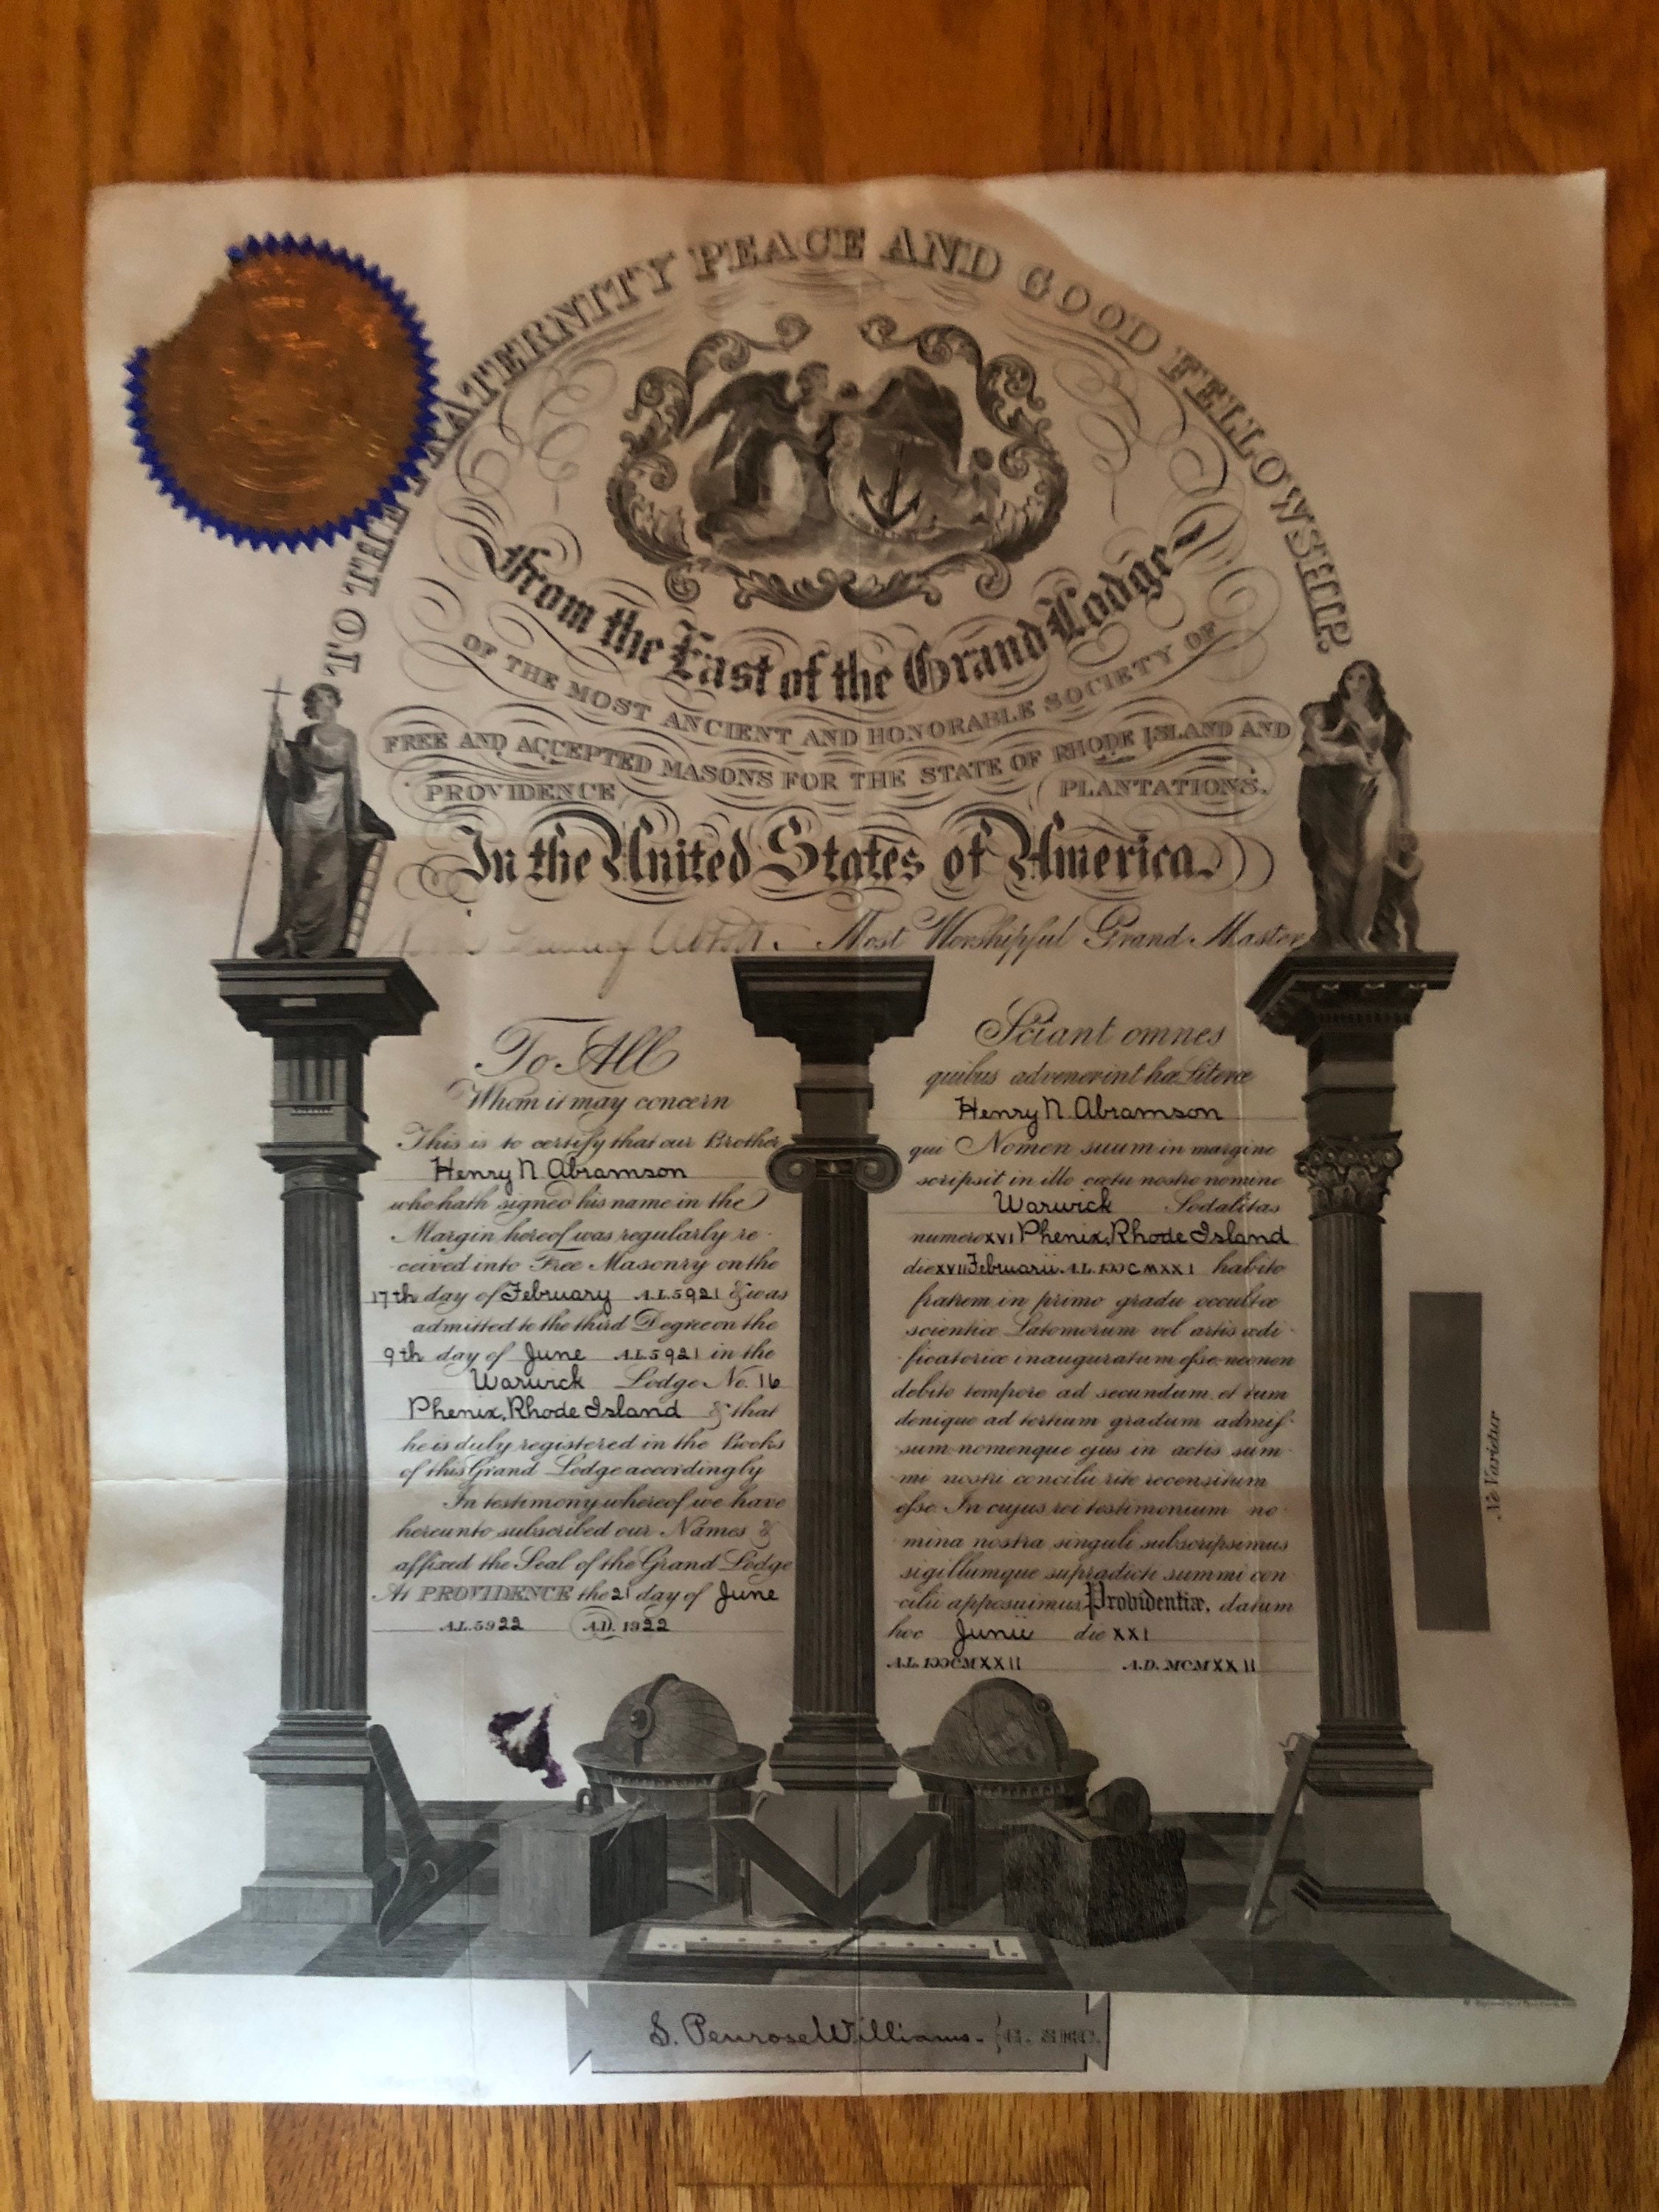 TO THE FRATERNITY PEACE AND GOOD FELLOWSHIP.
From the East of the Grand Lodge
OF THE MOST ANCIENT AND HONORABLE SOCIETY OF
FREE AND ACCEPTED MASONS FOR THE STATE OF RHODE ISLAND AND
PROVIDENCE PLANTATIONS.
In the United States of America.
Abbott. Most Worshipful Grand Master
To All
Whom it may concern
This is to certify that our Brother
Henry N. Abramson
who hath signed his name in the
Margin hereof was regularly re-
ceived into Free Masonry on the
17th day of February A.L.5921 & was
admitted to the third Degree on the
9th day of June A.L.5921 in the
Warwick Lodge No. 16
Phenix, Rhode Island & that
he is duly registered in the Books
of this Grand Lodge accordingly
In testimony whereof we have
hereunto subscribed our Names &
affixed the Seal of the Grand Lodge
At PROVIDENCE the 21 day of June
A.L.5922 A.D. 1922
Sciant omnes
quibus advenerint hæ Literæ
Henry N. Abramson
qui Nomen suum in margine
scripsit in illo cœtu nostro nomine
Warwick Sodalitas
numero XVI Phenix, Rhode Island
die XVII Februarii A.L. IↃↃCMXXI habito
fratrem in primo gradu occultæ
scientiæ Latomorum vel artis ædi-
ficatoriæ inauguratum esse necnon
debito tempore ad secundum et tum
denique ad tertium gradum admis-
sum nomenque ejus in actis sum-
mi nostri concilii rite recensitum
esse. In cujus rei testimonium no-
mina nostra singuli subscripsimus
sigillumque supradicti summi con
cilii apposuimus Providentiæ, datum
hoc Junii die XXI
A.L. IↃↃCMXXII A.D. MCMXXII
Ne Varietur
S. Penrose Williams. G. SEC.